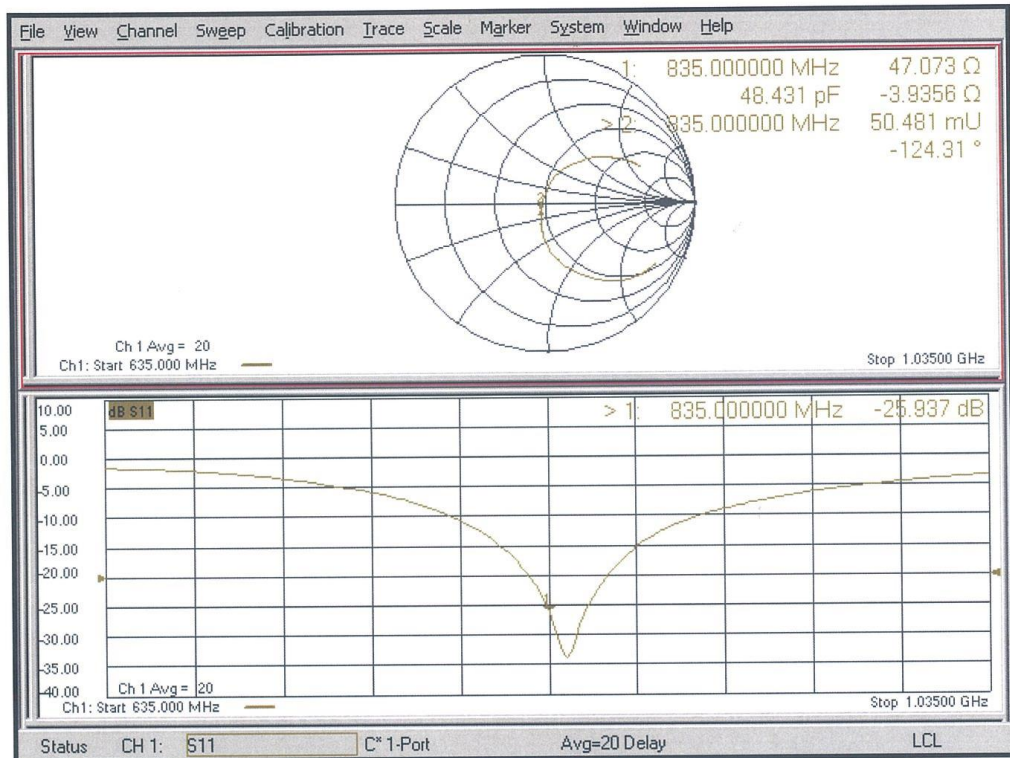 File View Channel Sweep Calibration Trace Scale Marker System Window Help
1: 835.000000 MHz 47.073 Ω
48.431 pF -3.9356 Ω
> 2: 835.000000 MHz 50.481 mU
-124.31 °
Ch 1 Avg = 20
Ch1: Start 635.000 MHz
Stop 1.03500 GHz
10.00 dB S11
> 1: 835.000000 MHz -25.937 dB
5.00
0.00
-5.00
-10.00
-15.00
-20.00
-25.00
1
-30.00
-35.00
-40.00
Ch 1 Avg = 20
Ch1: Start 635.000 MHz
Stop 1.03500 GHz
Status CH 1: S11 C* 1-Port Avg=20 Delay LCL